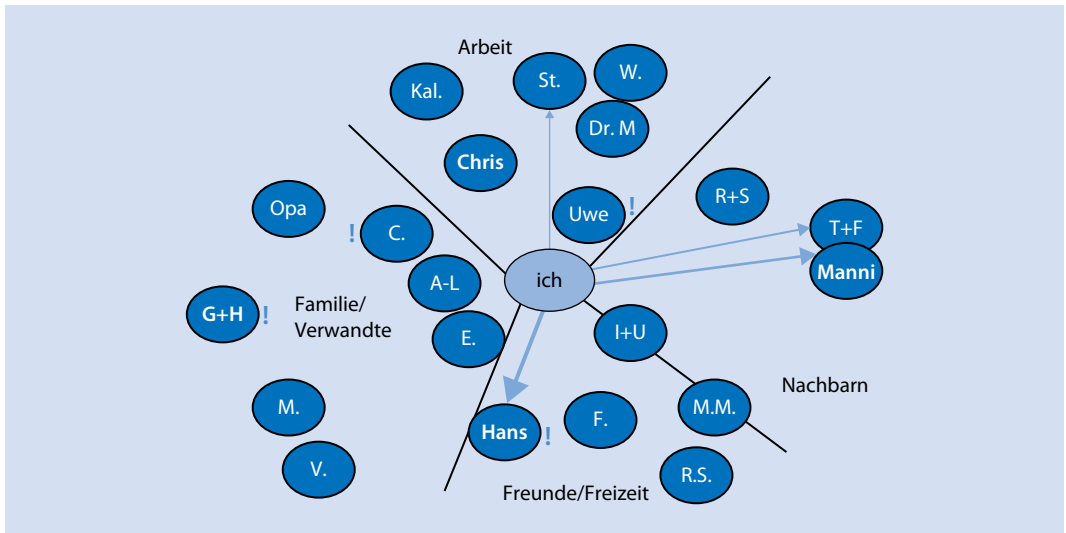 Arbeit
Kal.
St.
W.
Dr. M
Chris
Uwe
!
R+S
T+F
Manni
Opa
!
C.
A-L
ich
G+H
!
Familie/
Verwandte
E.
I+U
Nachbarn
M.
V.
Hans
!
F.
M.M.
R.S.
Freunde/Freizeit